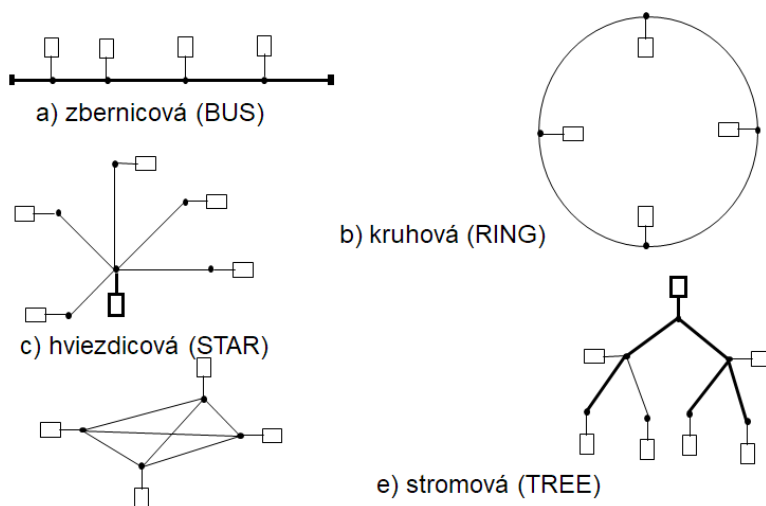 a) zbernicová (BUS)
b) kruhová (RING)
c) hviezdicová (STAR)
e) stromová (TREE)